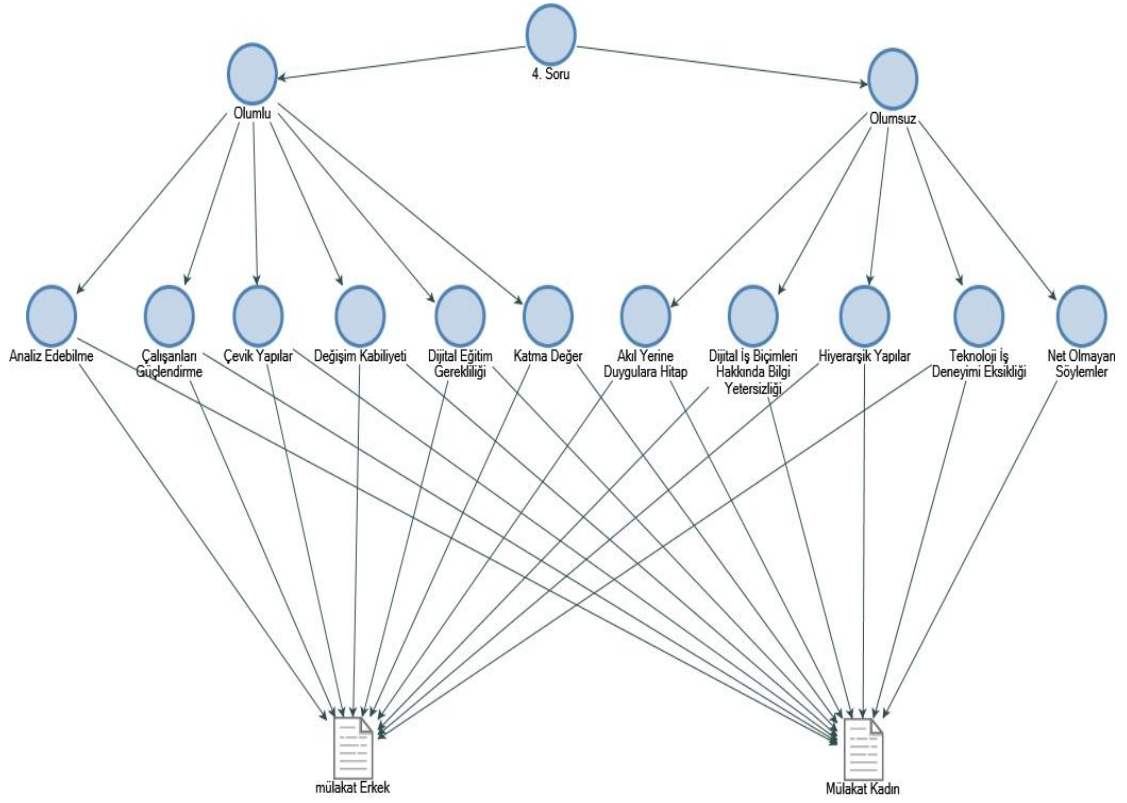 4. Soru
Olumlu
Olumsuz
Analiz Edebilme
Çalışanları
Güçlendirme
Çevik Yapılar
Değişim Kabiliyeti
Dijital Eğitim
Gerekliliği
Katma Değer
Akıl Yerine
Duygulara Hitap
Dijital İş Biçimleri
Hakkında Bilgi
Yetersizliği
Hiyerarşik Yapılar
Teknoloji İş
Deneyimi Eksikliği
Net Olmayan
Söylemler
mülakat Erkek
Mülakat Kadın